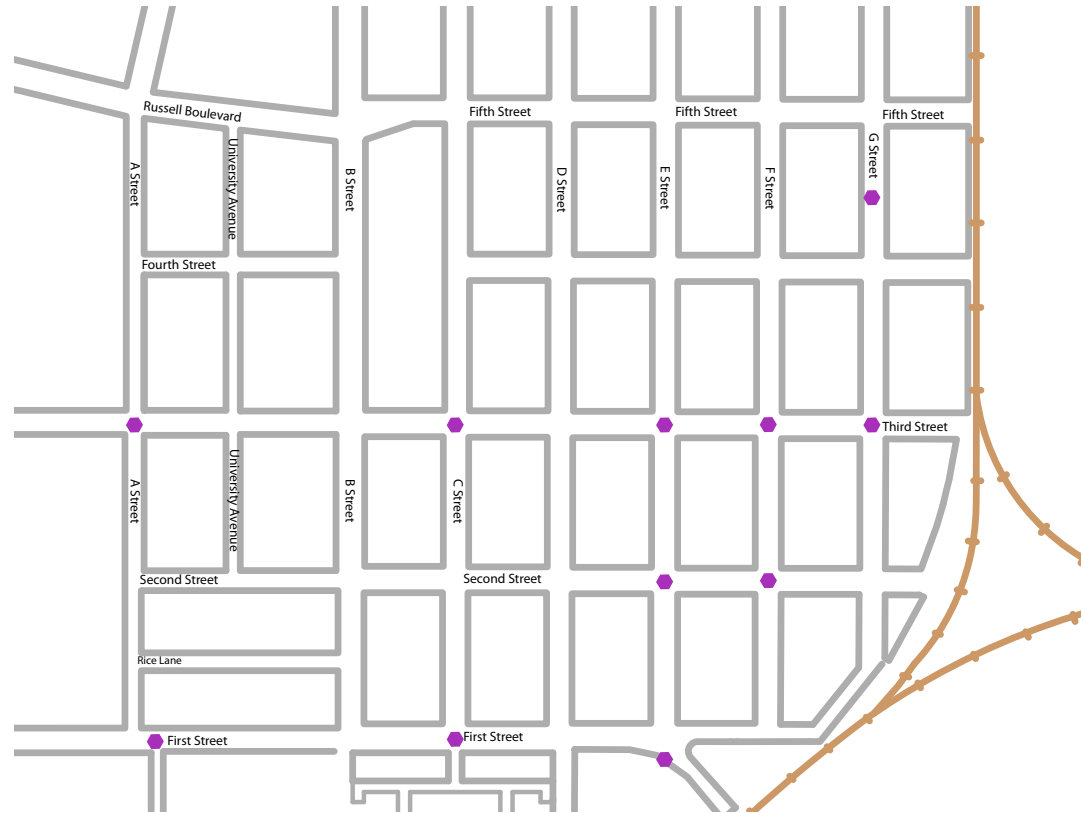 Russell Boulevard
Fifth Street
Fifth Street
Fifth Street
A Street
University Avenue
B Street
D Street
E Street
F Street
G Street
Fourth Street
Third Street
A Street
University Avenue
B Street
C Street
Second Street
Second Street
Rice Lane
First Street
First Street